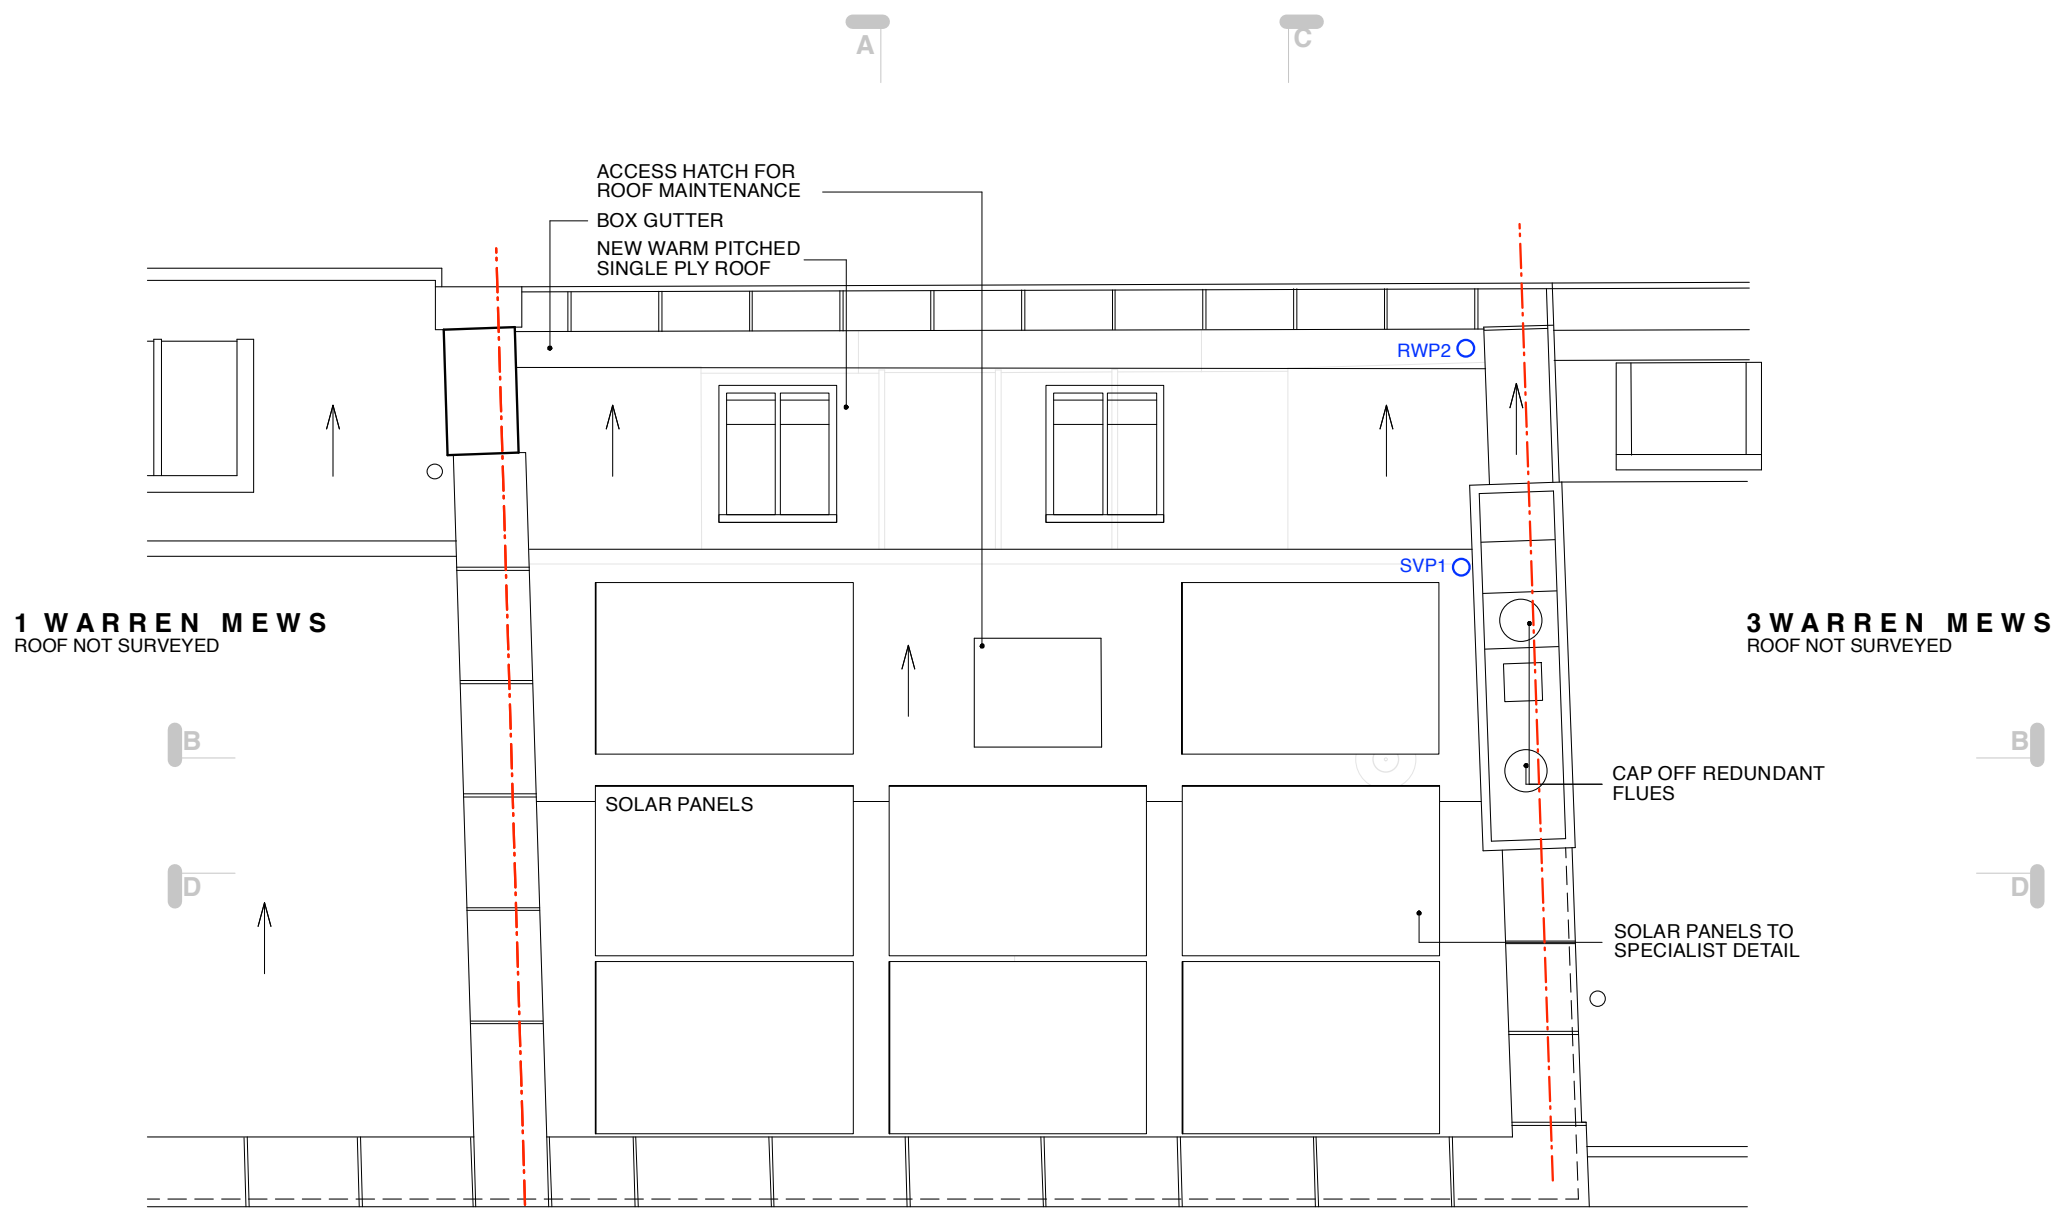 A
C
ACCESS HATCH FOR
ROOF MAINTENANCE
BOX GUTTER
NEW WARM PITCHED
SINGLE PLY ROOF
RWP2
SVP1
1 WARREN MEWS
ROOF NOT SURVEYED
3 WARREN MEWS
ROOF NOT SURVEYED
B
B
CAP OFF REDUNDANT
FLUES
SOLAR PANELS
D
D
SOLAR PANELS TO
SPECIALIST DETAIL